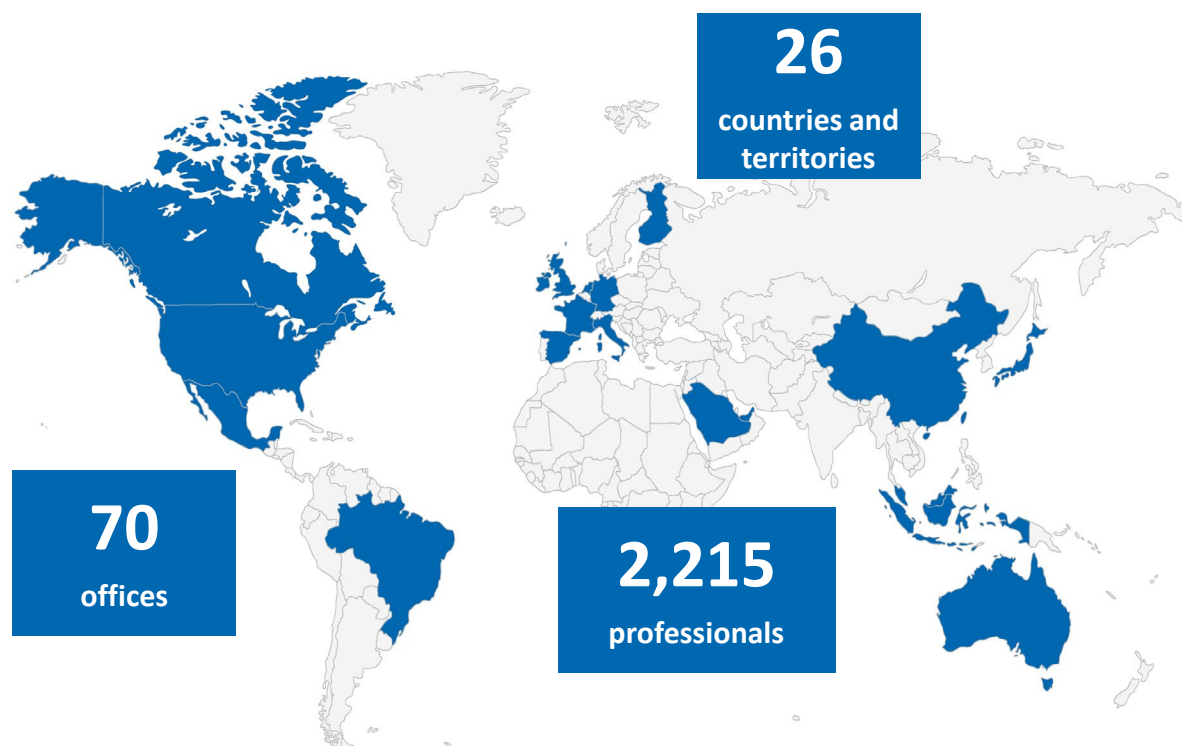 26
countries and
territories
70
offices
2,215
professionals